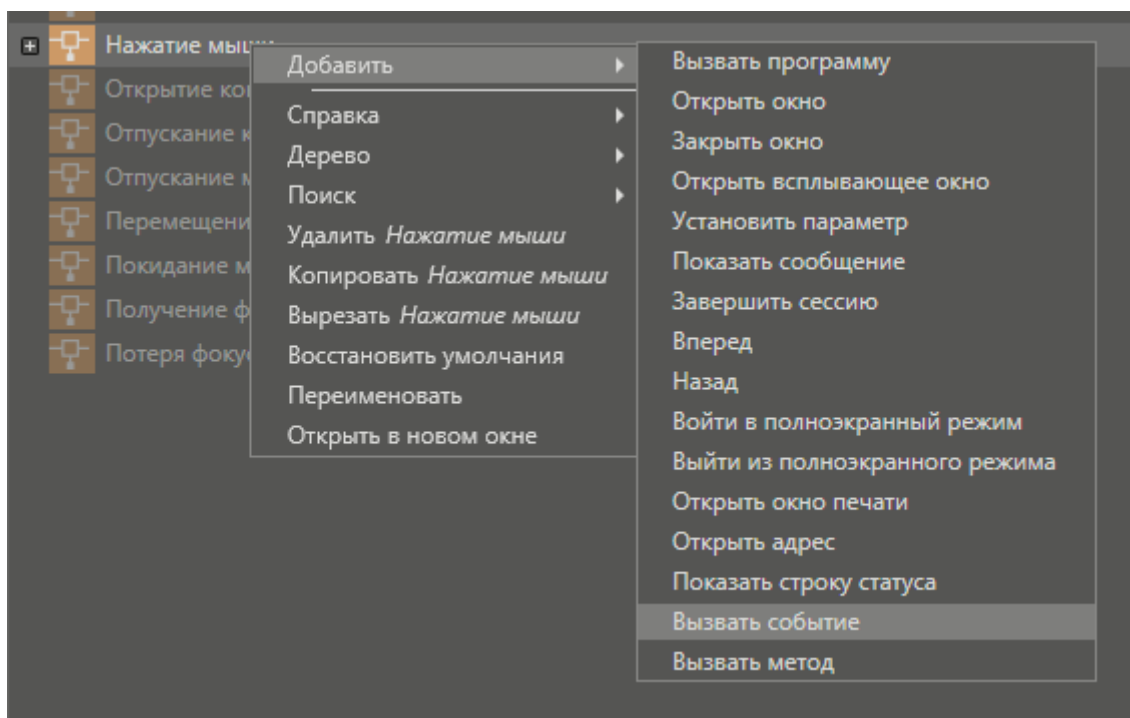 Нажатие мыши
Открытие
Отпускание
Отпускание
Покидание
Получение
Потеря
Добавить
Справка
Дерево
Поиск
Удалить Нажатие мыши
Копировать Нажатие мыши
Вырезать Нажатие мыши
Восстановить умолчания
Переименовать
Открыть в новом окне
Вызвать программу
Открыть окно
Закрыть окно
Открыть всплывающее окно
Установить параметр
Показать сообщение
Завершить сессию
Вперед
Назад
Войти в полноэкранный режим
Выйти из полноэкранного режима
Открыть окно печати
Открыть адрес
Показать строку статуса
Вызвать событие
Вызвать метод